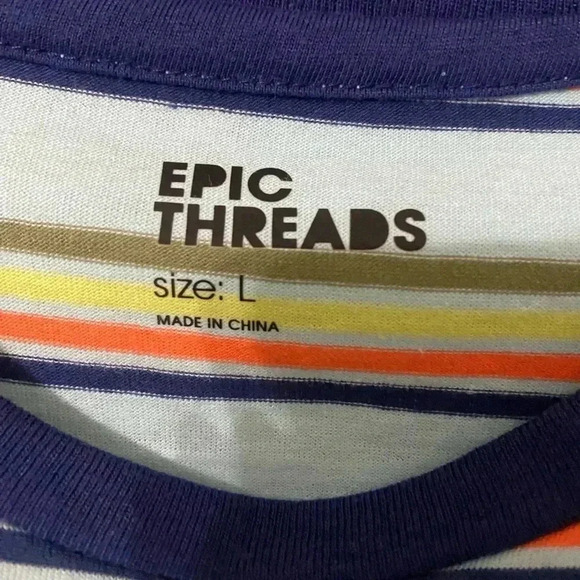 EPIC
THREADS
size: L
MADE IN CHINA